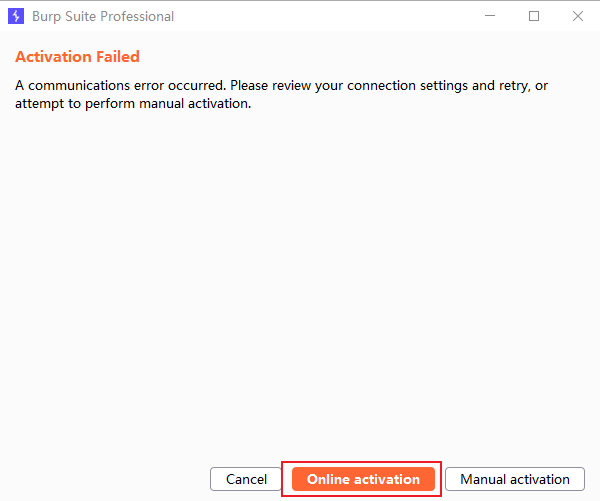 Burp Suite Professional
Activation Failed
A communications error occurred. Please review your connection settings and retry, or
attempt to perform manual activation.
Cancel
Online activation
Manual activation